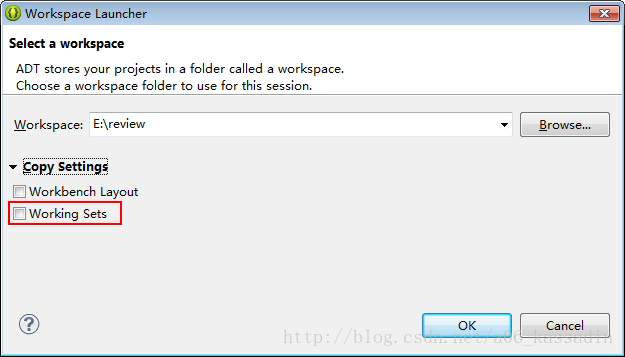 Workspace Launcher
Select a workspace
ADT stores your projects in a folder called a workspace.
Choose a workspace folder to use for this session.
Workspace: E:\review Browse...
Copy Settings
Workbench Layout
Working Sets
? OK Cancel
http://blog.csdn.net/a06_kassadin